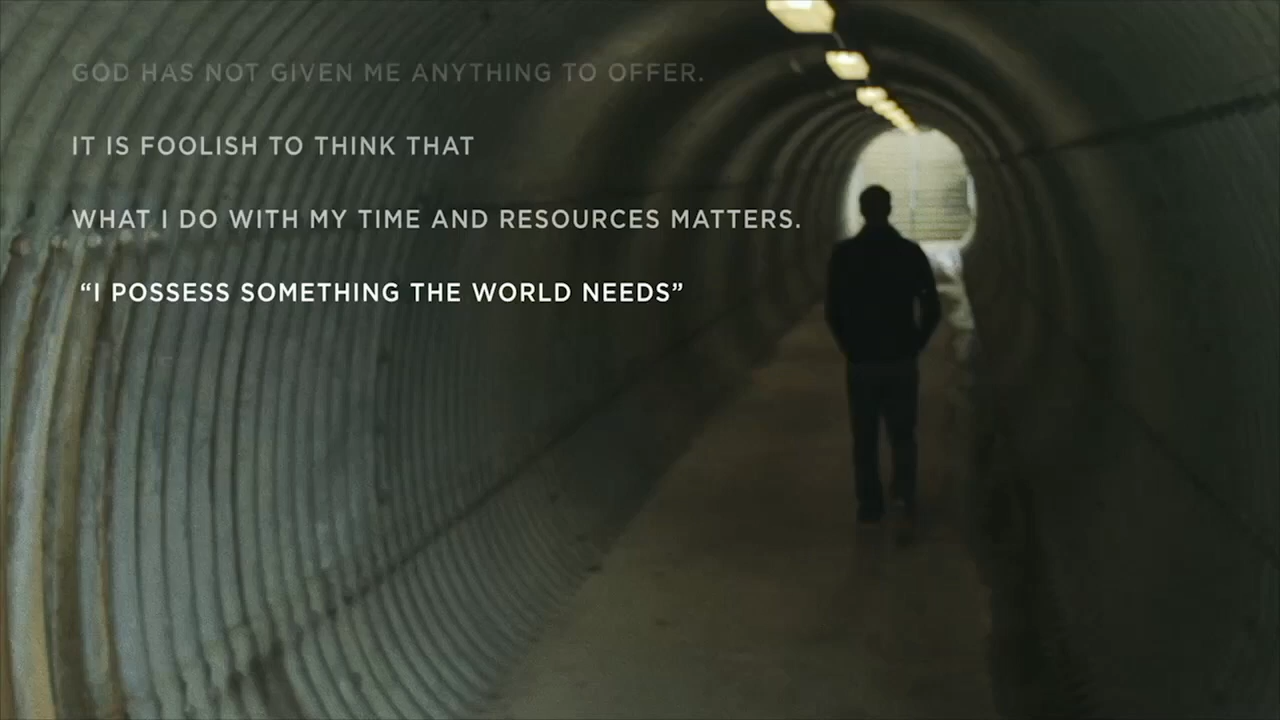 GOD HAS NOT GIVEN ME ANYTHING TO OFFER.
IT IS FOOLISH TO THINK THAT
WHAT I DO WITH MY TIME AND RESOURCES MATTERS.
“I POSSESS SOMETHING THE WORLD NEEDS”